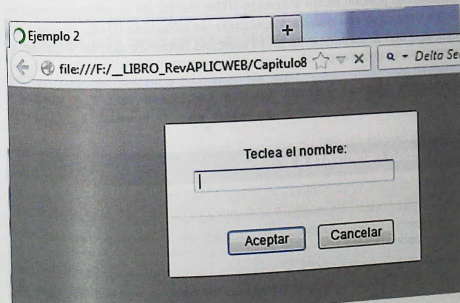 Ejemplo 2
+
file:///F:/__LIBRO_RevAPLICWEB/Capitulo8
Delta Se
Teclea el nombre:
Aceptar Cancelar